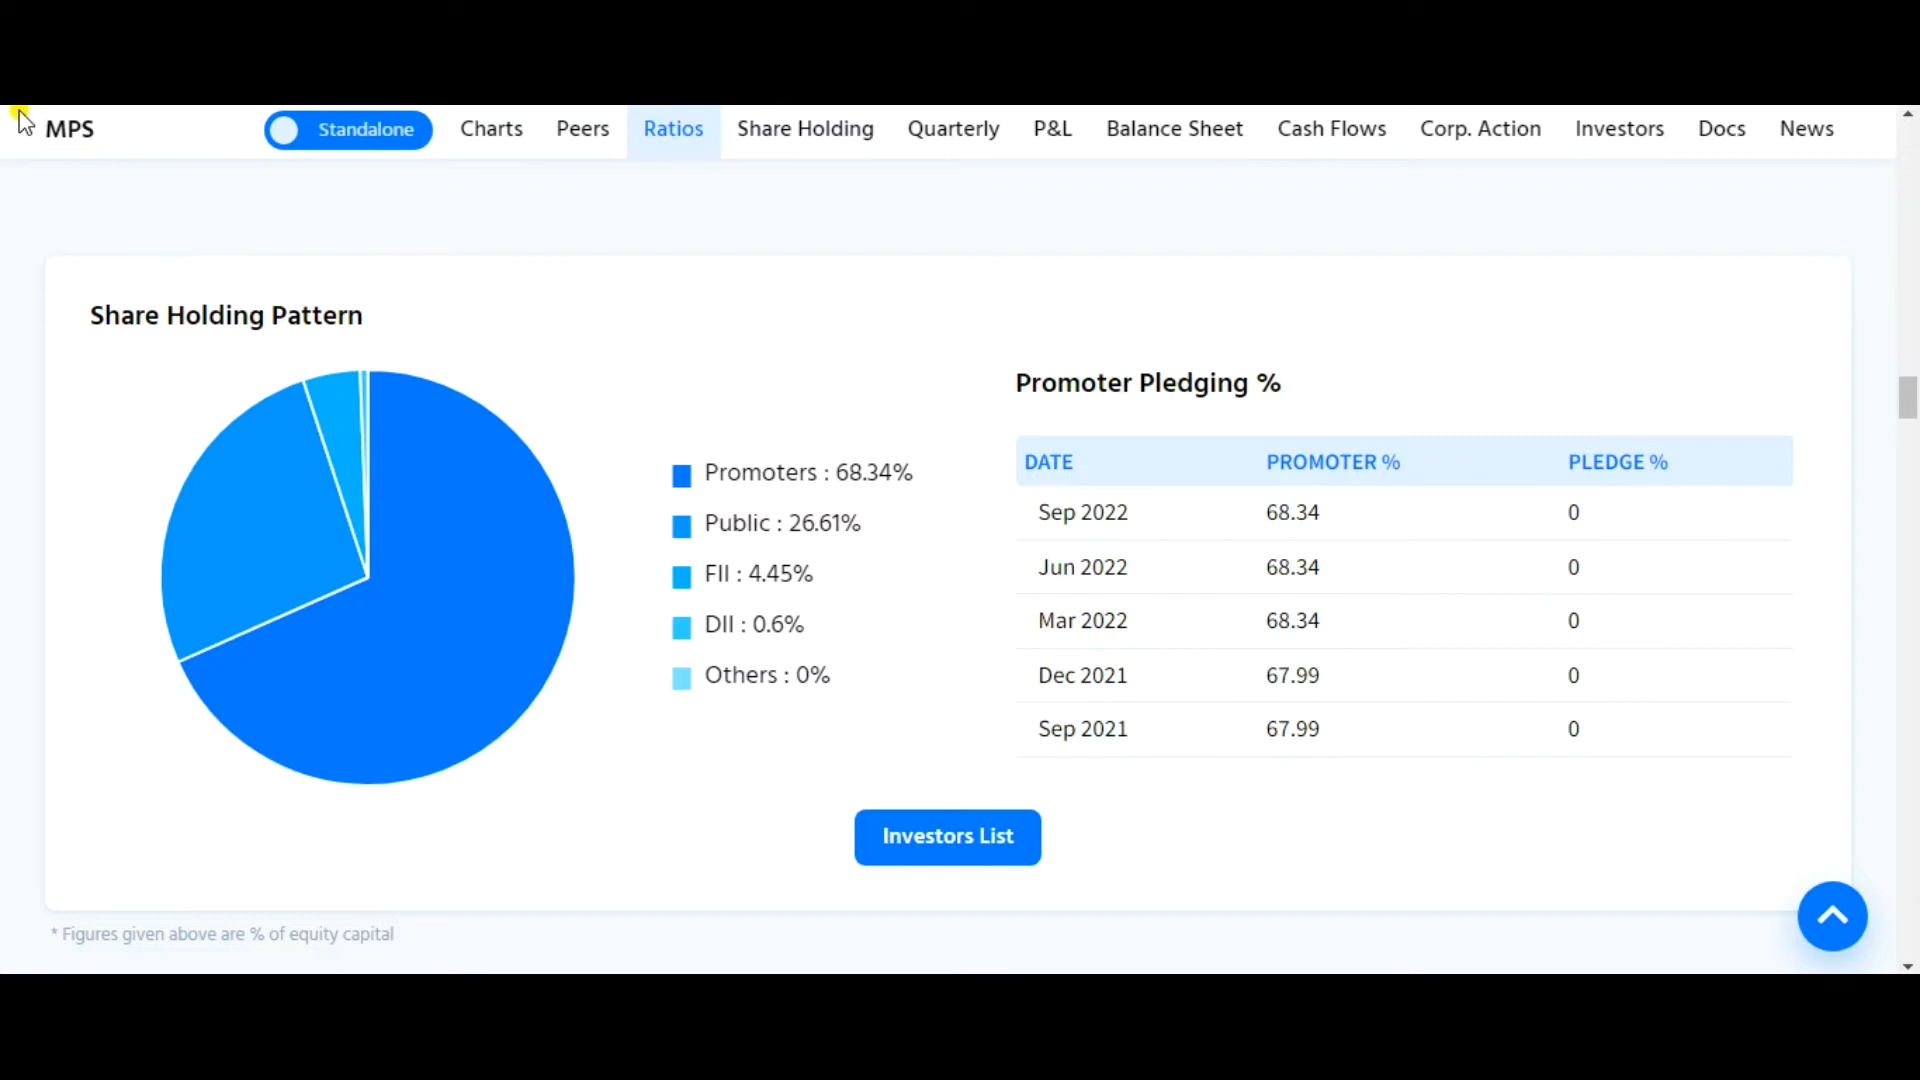 MPS Standalone Charts Peers Ratios Share Holding Quarterly P&L Balance Sheet Cash Flows Corp. Action Investors Docs News
Share Holding Pattern
Promoters : 68.34%
Public : 26.61%
FII : 4.45%
DII : 0.6%
Others : 0%
Promoter Pledging %
DATE PROMOTER % PLEDGE %
Sep 2022 68.34 0
Jun 2022 68.34 0
Mar 2022 68.34 0
Dec 2021 67.99 0
Sep 2021 67.99 0
Investors List
* Figures given above are % of equity capital